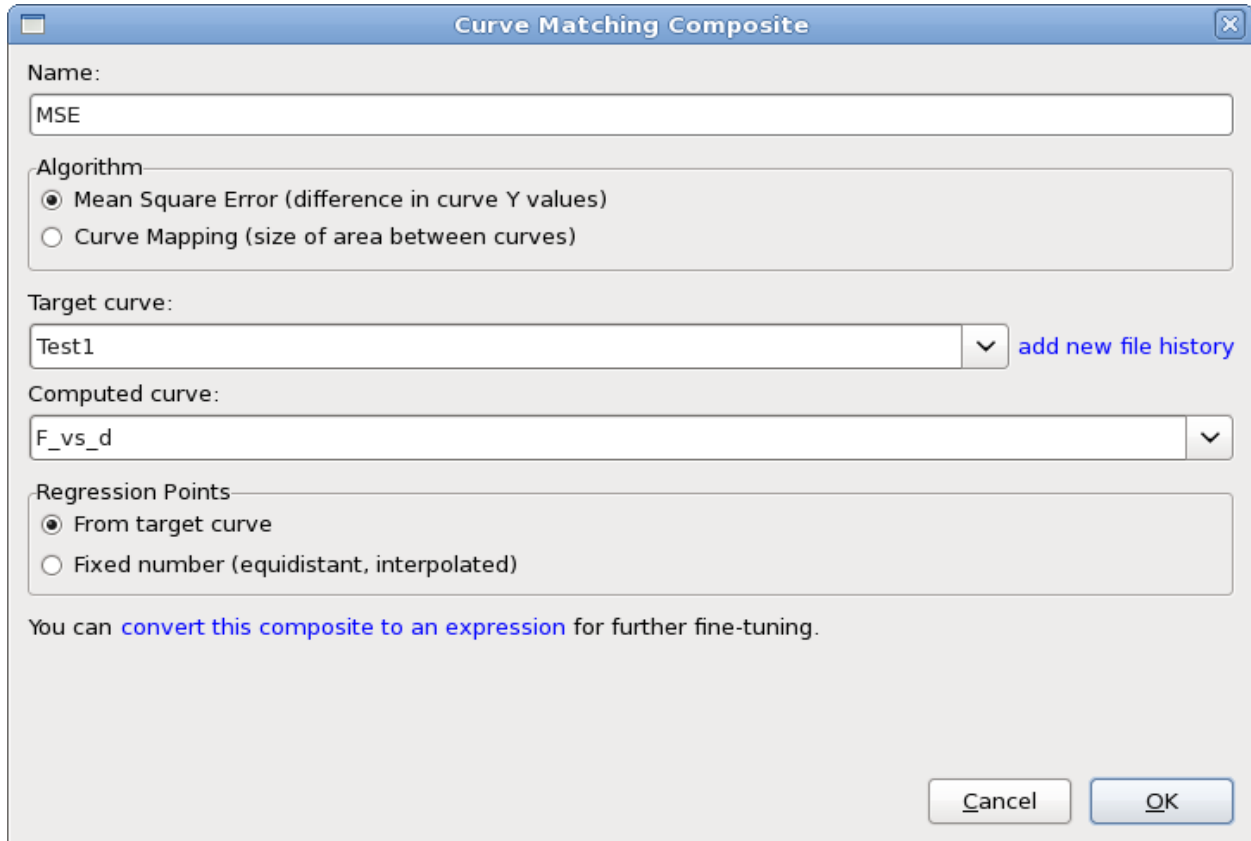 Curve Matching Composite
Name:
MSE
Algorithm
Mean Square Error (difference in curve Y values)
Curve Mapping (size of area between curves)
Target curve:
Test1 add new file history
Computed curve:
F_vs_d
Regression Points
From target curve
Fixed number (equidistant, interpolated)
You can convert this composite to an expression for further fine-tuning.
Cancel OK